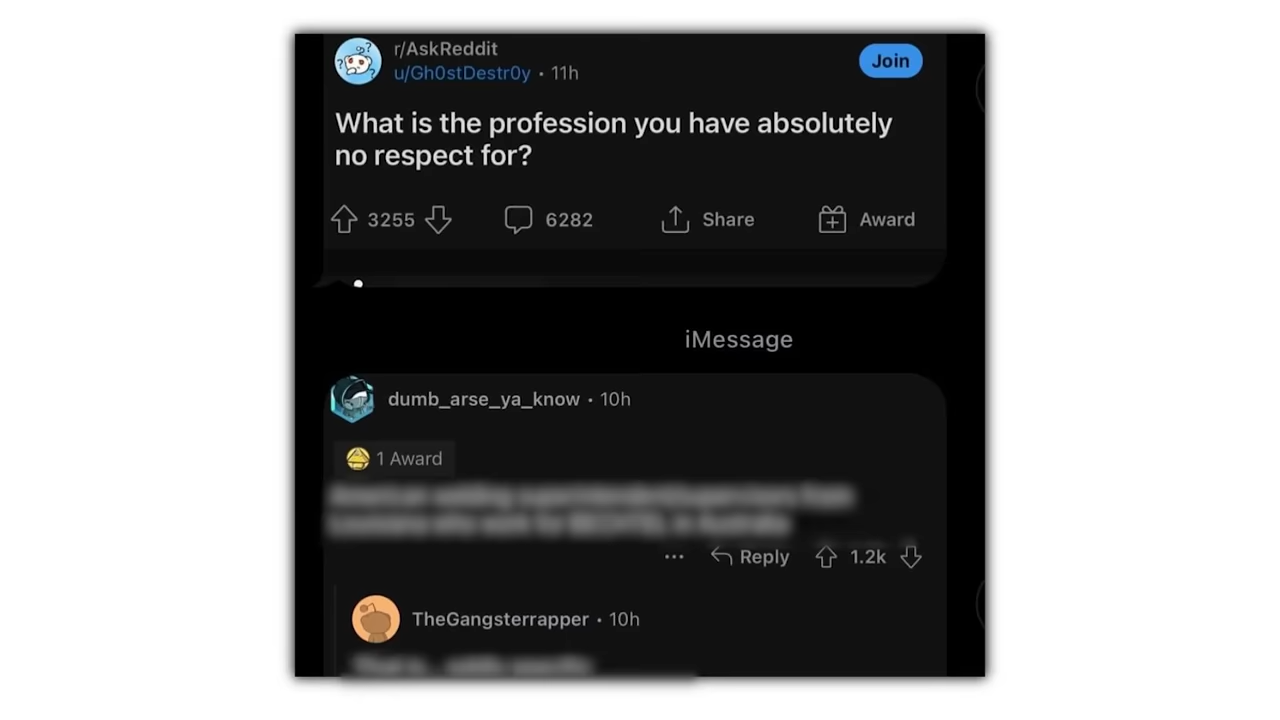 r/AskReddit
u/Gh0stDestr0y • 11h
Join
What is the profession you have absolutely
no respect for?
3255
6282
Share
Award
iMessage
dumb_arse_ya_know • 10h
1 Award
Reply
1.2k
TheGangsterrapper • 10h